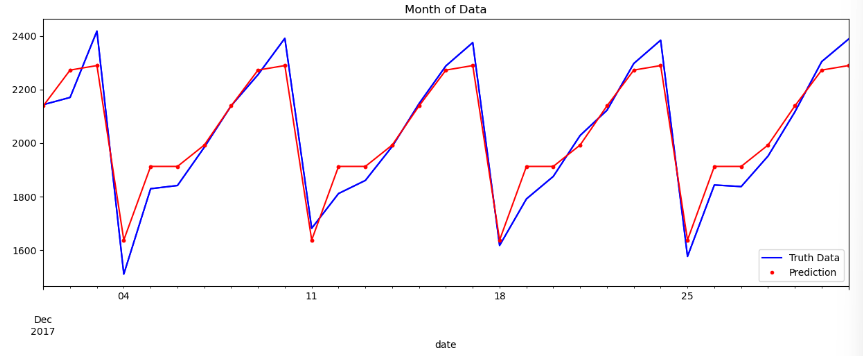 Month of Data
2400
2200
2000
1800
1600
Truth Data
Prediction
04 11 18 25
Dec
2017
date